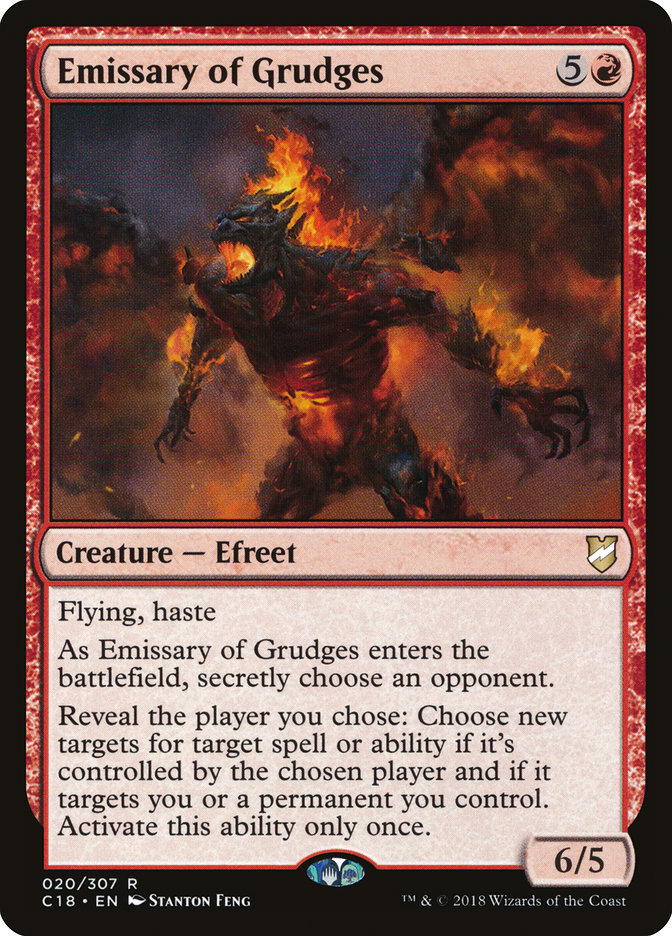 Emissary of Grudges 5
Creature — Efreet
Flying, haste
As Emissary of Grudges enters the
battlefield, secretly choose an opponent.
Reveal the player you chose: Choose new
targets for target spell or ability if it's
controlled by the chosen player and if it
targets you or a permanent you control.
Activate this ability only once.
6/5
020/307 R
C18 • EN Stanton Feng
™ & © 2018 Wizards of the Coast